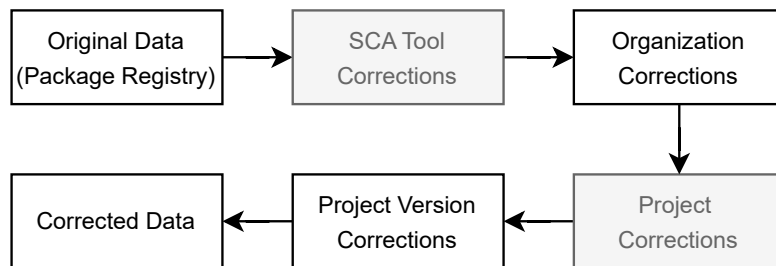 Original Data
(Package Registry)
SCA Tool
Corrections
Organization
Corrections
Project
Corrections
Project Version
Corrections
Corrected Data